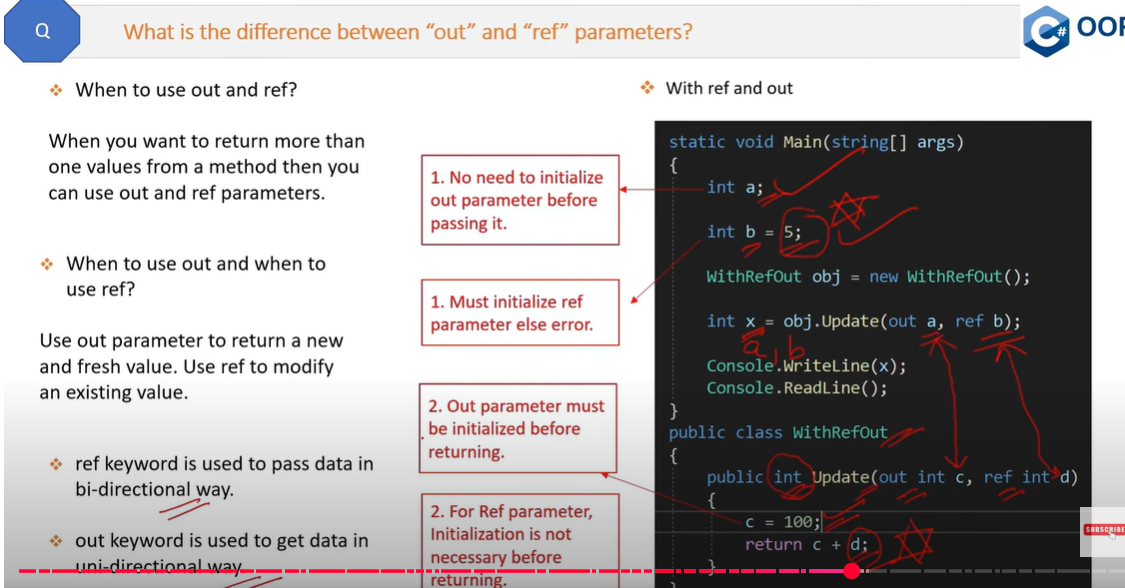 Q
What is the difference between “out” and “ref” parameters?
C#
When to use out and ref?
When you want to return more than
one values from a method then you
can use out and ref parameters.
When to use out and when to
use ref?
Use out parameter to return a new
and fresh value. Use ref to modify
an existing value.
ref keyword is used to pass data in
bi-directional way.
out keyword is used to get data in
uni-directional way
1. No need to initialize
out parameter before
passing it.
1. Must initialize ref
parameter else error.
2. Out parameter must
be initialized before
returning.
2. For Ref parameter,
Initialization is not
necessary before
returning.
With ref and out
static void Main(string[] args)
{
int a;
int b = 5;
WithRefOut obj = new WithRefOut();
int x = obj.Update(out a, ref b);
a, b
Console.WriteLine(x);
Console.ReadLine();
}
public class WithRefOut
{
public int Update(out int c, ref int d)
{
c = 100;
return c + d;
}
}
SUBSCRIBE